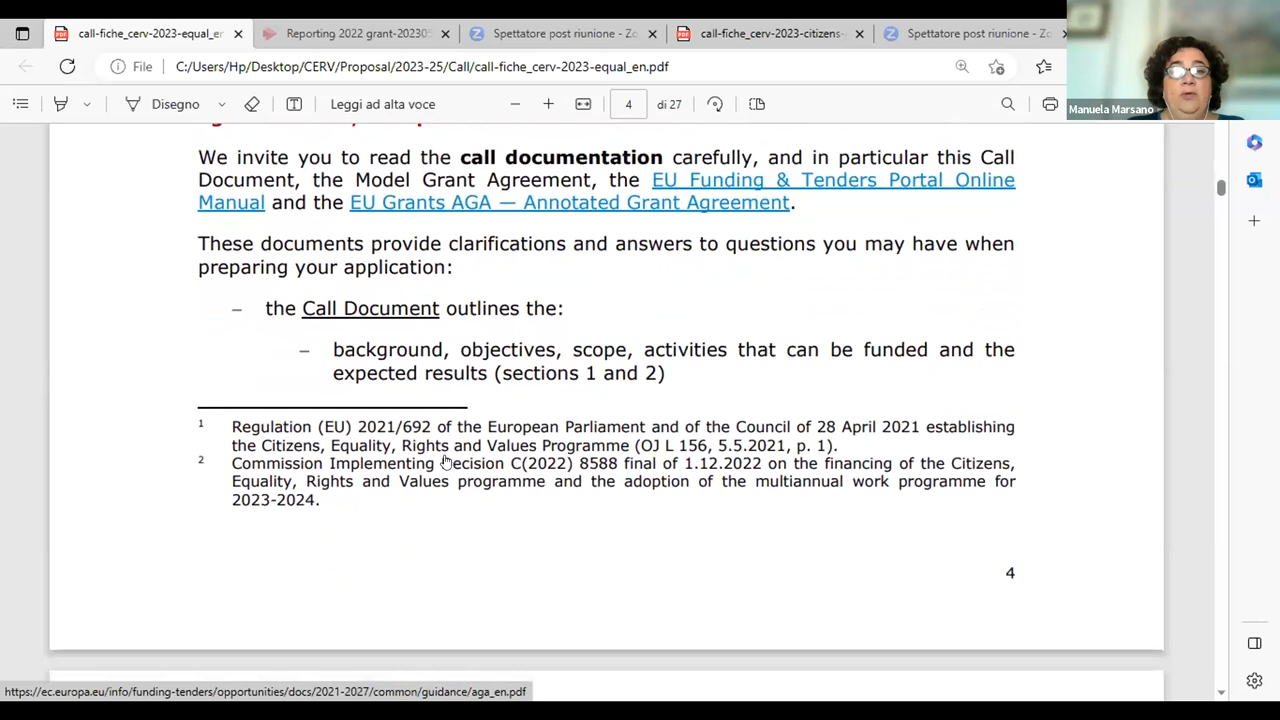 call-fiche_cerv-2023-equal_er
Reporting 2022 grant-202305
Spettatore post riunione - Zo
call-fiche_cerv-2023-citizens-
Spettatore post riunione - Zo
File
C:/Users/Hp/Desktop/CERV/Proposal/2023-25/Call/call-fiche_cerv-2023-equal_en.pdf
Manuela Marsano
Disegno
Leggi ad alta voce
4
di 27
We invite you to read the call documentation carefully, and in particular this Call
Document, the Model Grant Agreement, the EU Funding & Tenders Portal Online
Manual and the EU Grants AGA — Annotated Grant Agreement.
These documents provide clarifications and answers to questions you may have when
preparing your application:
– the Call Document outlines the:
– background, objectives, scope, activities that can be funded and the
expected results (sections 1 and 2)
1 Regulation (EU) 2021/692 of the European Parliament and of the Council of 28 April 2021 establishing
the Citizens, Equality, Rights and Values Programme (OJ L 156, 5.5.2021, p. 1).
2 Commission Implementing Decision C(2022) 8588 final of 1.12.2022 on the financing of the Citizens,
Equality, Rights and Values programme and the adoption of the multiannual work programme for
2023-2024.
4
https://ec.europa.eu/info/funding-tenders/opportunities/docs/2021-2027/common/guidance/aga_en.pdf